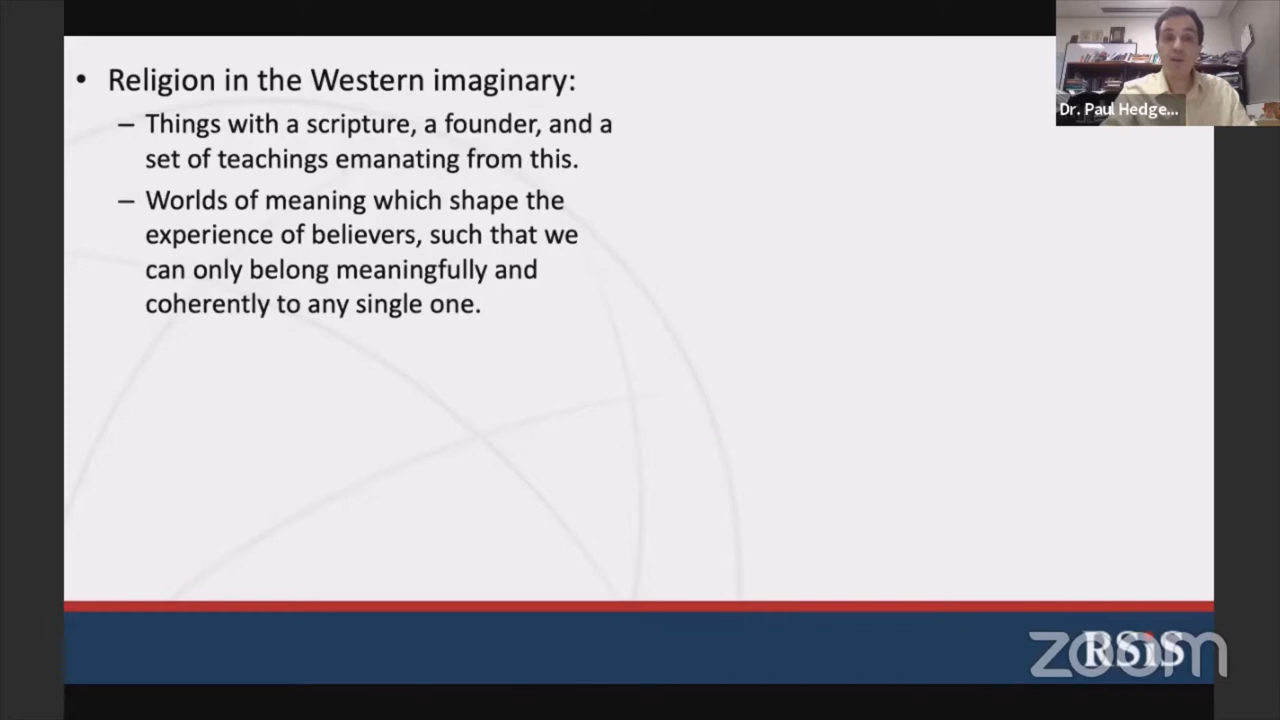 • Religion in the Western imaginary:
– Things with a scripture, a founder, and a
set of teachings emanating from this.
– Worlds of meaning which shape the
experience of believers, such that we
can only belong meaningfully and
coherently to any single one.
Dr. Paul Hedge...
RSiS
zoom